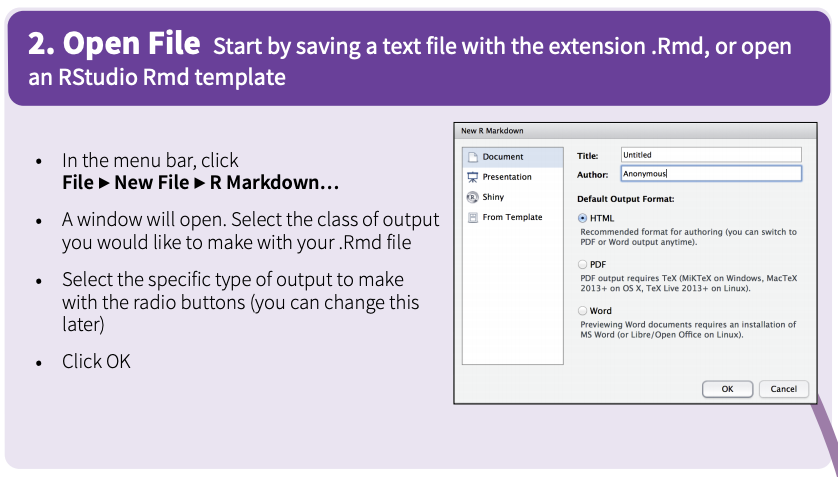 2. Open File Start by saving a text file with the extension .Rmd, or open
an RStudio Rmd template
• In the menu bar, click
File ▸ New File ▸ R Markdown…
• A window will open. Select the class of output
you would like to make with your .Rmd file
• Select the specific type of output to make
with the radio buttons (you can change this
later)
• Click OK
New R Markdown
Document
Presentation
Shiny
From Template
Title: Untitled
Author: Anonymous
Default Output Format:
HTML
Recommended format for authoring (you can switch to
PDF or Word output anytime).
PDF
PDF output requires TeX (MiKTeX on Windows, MacTeX
2013+ on OS X, TeX Live 2013+ on Linux).
Word
Previewing Word documents requires an installation of
MS Word (or Libre/Open Office on Linux).
OK Cancel